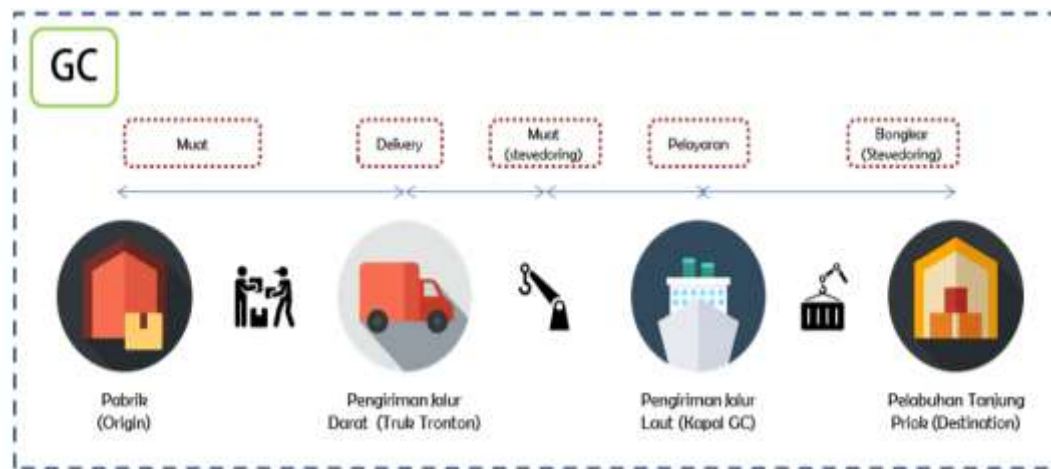 GC
Muat
Delivery
Muat
(stevedoring)
Pelayaran
Bongkar
(Stevedoring)
Pabrik
(Origin)
Pengiriman Jalur
Darat (Truk Tronton)
Pengiriman Jalur
Laut (Kapal GC)
Pelabuhan Tanjung
Priok (Destination)